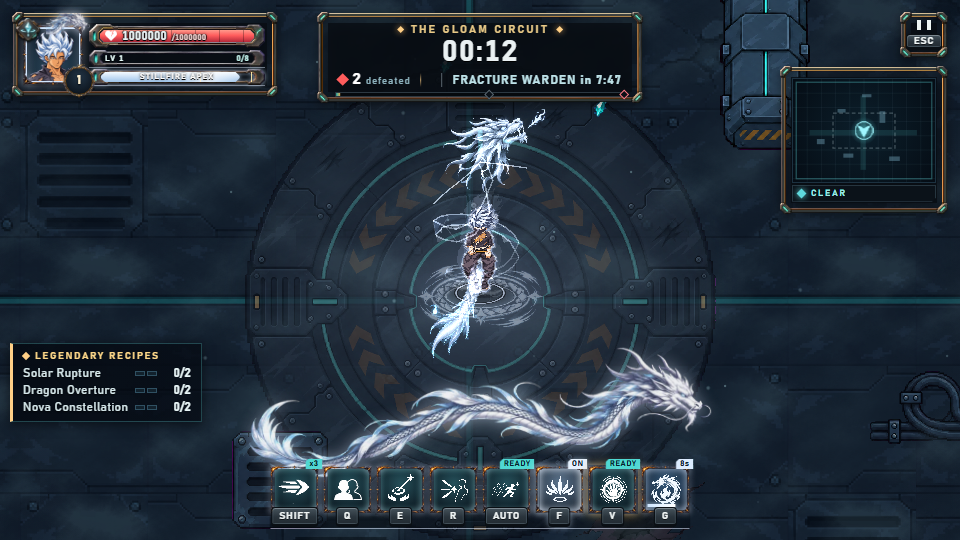 1000000 /1000000
LV 1 0/8
STILLFIRE APEX
1
THE GLOAM CIRCUIT
00:12
2 defeated
FRACTURE WARDEN in 7:47
ESC
CLEAR
LEGENDARY RECIPES
Solar Rupture 0/2
Dragon Overture 0/2
Nova Constellation 0/2
x3 READY ON READY 8s
SHIFT Q E R AUTO F V G